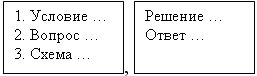 1. Условие ...
2. Вопрос ...
3. Схема ...
,
Решение ...
Ответ ...